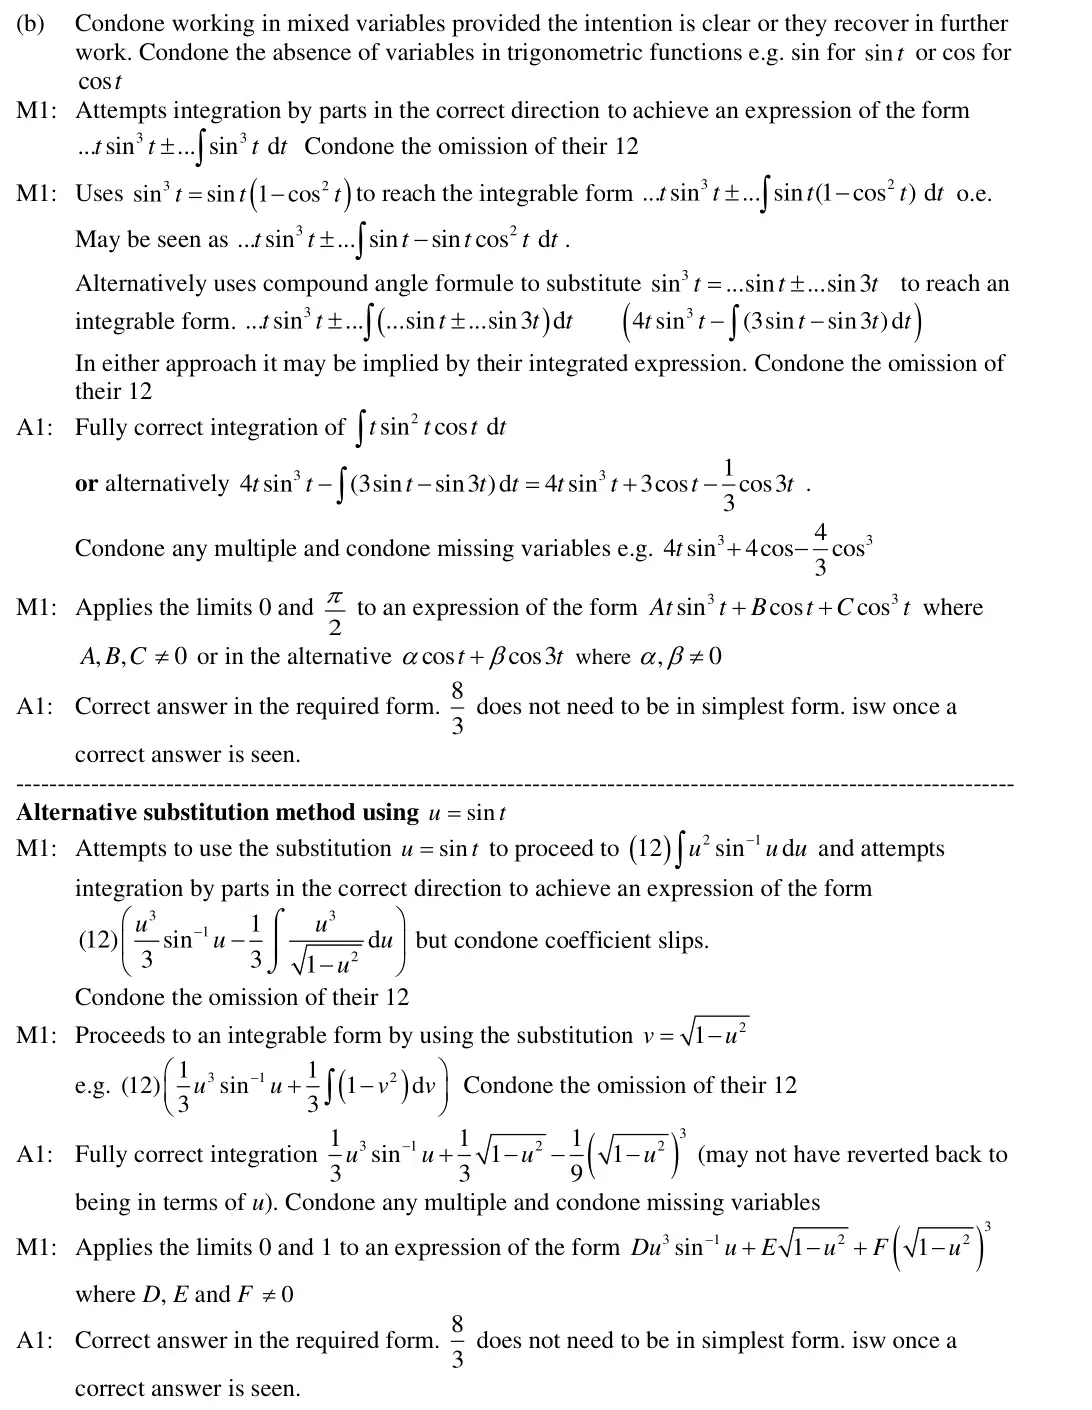 (b) Condone working in mixed variables provided the intention is clear or they recover in further
work. Condone the absence of variables in trigonometric functions e.g. sin for sin t or cos for
cos t
M1: Attempts integration by parts in the correct direction to achieve an expression of the form
...t sin³ t ± ...∫ sin³ t dt Condone the omission of their 12
M1: Uses sin³ t = sin t(1 − cos² t) to reach the integrable form ...t sin³ t ± ...∫ sin t(1 − cos² t) dt o.e.
May be seen as ...t sin³ t ± ...∫ sin t − sin t cos² t dt .
Alternatively uses compound angle formule to substitute sin³ t = ...sin t ± ...sin 3t to reach an
integrable form. ...t sin³ t ± ...∫(...sin t ± ...sin 3t) dt (4t sin³ t − ∫(3 sin t − sin 3t) dt)
In either approach it may be implied by their integrated expression. Condone the omission of
their 12
A1: Fully correct integration of ∫ t sin² t cos t dt
or alternatively 4t sin³ t − ∫(3 sin t − sin 3t) dt = 4t sin³ t + 3 cos t − 1/3 cos 3t .
Condone any multiple and condone missing variables e.g. 4t sin³ + 4 cos − 4/3 cos³
M1: Applies the limits 0 and π/2 to an expression of the form At sin³ t + B cos t + C cos³ t where
A, B, C ≠ 0 or in the alternative α cos t + β cos 3t where α, β ≠ 0
A1: Correct answer in the required form. 8/3 does not need to be in simplest form. isw once a
correct answer is seen.
Alternative substitution method using u = sin t
M1: Attempts to use the substitution u = sin t to proceed to (12)∫ u² sin⁻¹ u du and attempts
integration by parts in the correct direction to achieve an expression of the form
(12)(u³/3 sin⁻¹ u − 1/3 ∫ u³/√(1 − u²) du) but condone coefficient slips.
Condone the omission of their 12
M1: Proceeds to an integrable form by using the substitution v = √(1 − u²)
e.g. (12)(1/3 u³ sin⁻¹ u + 1/3 ∫(1 − v²) dv) Condone the omission of their 12
A1: Fully correct integration 1/3 u³ sin⁻¹ u + 1/3 √(1 − u²) − 1/9 (√(1 − u²))³ (may not have reverted back to
being in terms of u). Condone any multiple and condone missing variables
M1: Applies the limits 0 and 1 to an expression of the form Du³ sin⁻¹ u + E√(1 − u²) + F(√(1 − u²))³
where D, E and F ≠ 0
A1: Correct answer in the required form. 8/3 does not need to be in simplest form. isw once a
correct answer is seen.